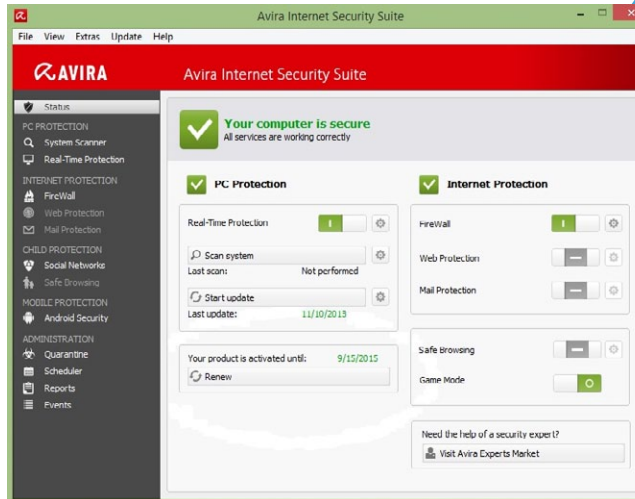 Avira Internet Security Suite
File View Extras Update Help
AVIRA
Avira Internet Security Suite
Status
PC PROTECTION
System Scanner
Real-Time Protection
INTERNET PROTECTION
FireWall
Web Protection
Mail Protection
CHILD PROTECTION
Social Networks
Safe Browsing
MOBILE PROTECTION
Android Security
ADMINISTRATION
Quarantine
Scheduler
Reports
Events
Your computer is secure
All services are working correctly
PC Protection
Real-Time Protection
Scan system
Last scan: Not performed
Start update
Last update: 11/10/2013
Your product is activated until: 9/15/2015
Renew
Internet Protection
FireWall
Web Protection
Mail Protection
Safe Browsing
Game Mode
Need the help of a security expert?
Visit Avira Experts Market